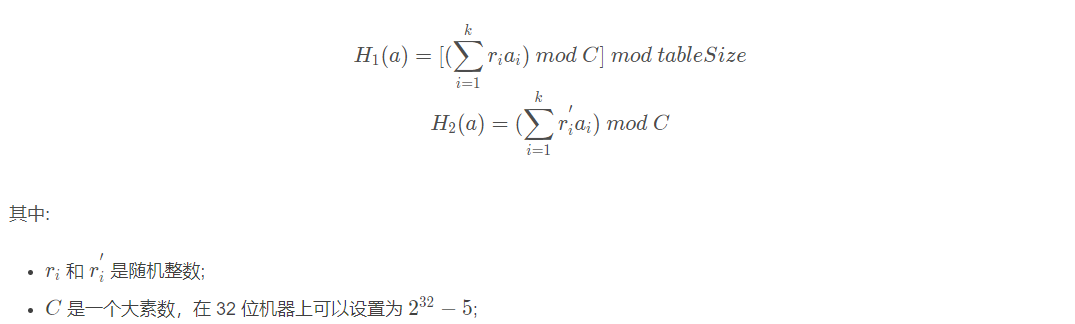 $$H_1(a) = [(\sum_{i=1}^{k} r_i a_i) \ mod \ C] \ mod \ tableSize$$
$$H_2(a) = (\sum_{i=1}^{k} r_i^{'} a_i) \ mod \ C$$
其中:
• $r_i$ 和 $r_i^{'}$ 是随机整数;
• $C$ 是一个大素数，在 32 位机器上可以设置为 $2^{32} - 5$;